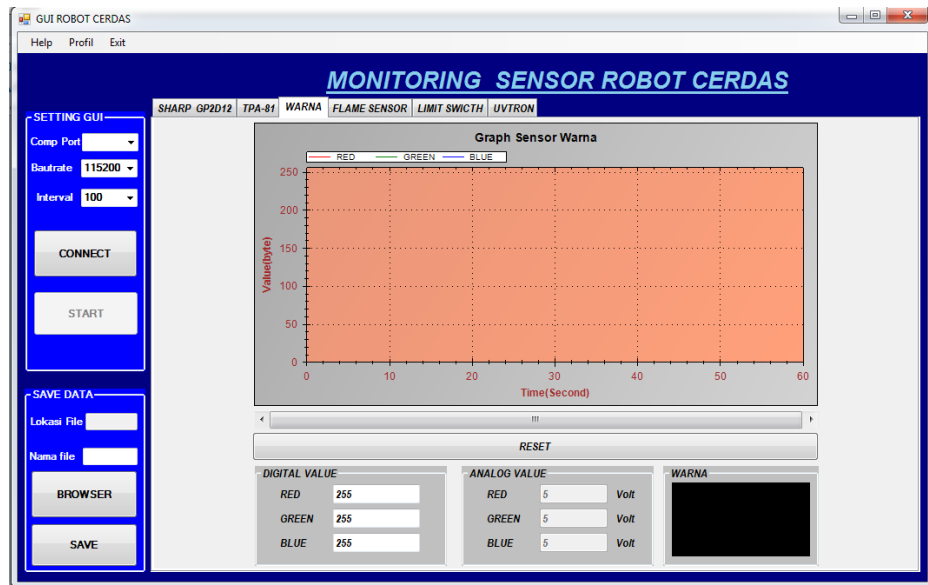 GUI ROBOT CERDAS
Help Profil Exit
MONITORING SENSOR ROBOT CERDAS
SHARP GP2D12 TPA-81 WARNA FLAME SENSOR LIMIT SWICTH UVTRON
SETTING GUI
Comp Port
Bautrate 115200
Interval 100
CONNECT
START
SAVE DATA
Lokasi File
Nama file
BROWSER
SAVE
Graph Sensor Warna
RED GREEN BLUE
Value(byte)
250
200
150
100
50
0
0 10 20 30 40 50 60
Time(Second)
RESET
DIGITAL VALUE
RED 255
GREEN 255
BLUE 255
ANALOG VALUE
RED 5 Volt
GREEN 5 Volt
BLUE 5 Volt
WARNA